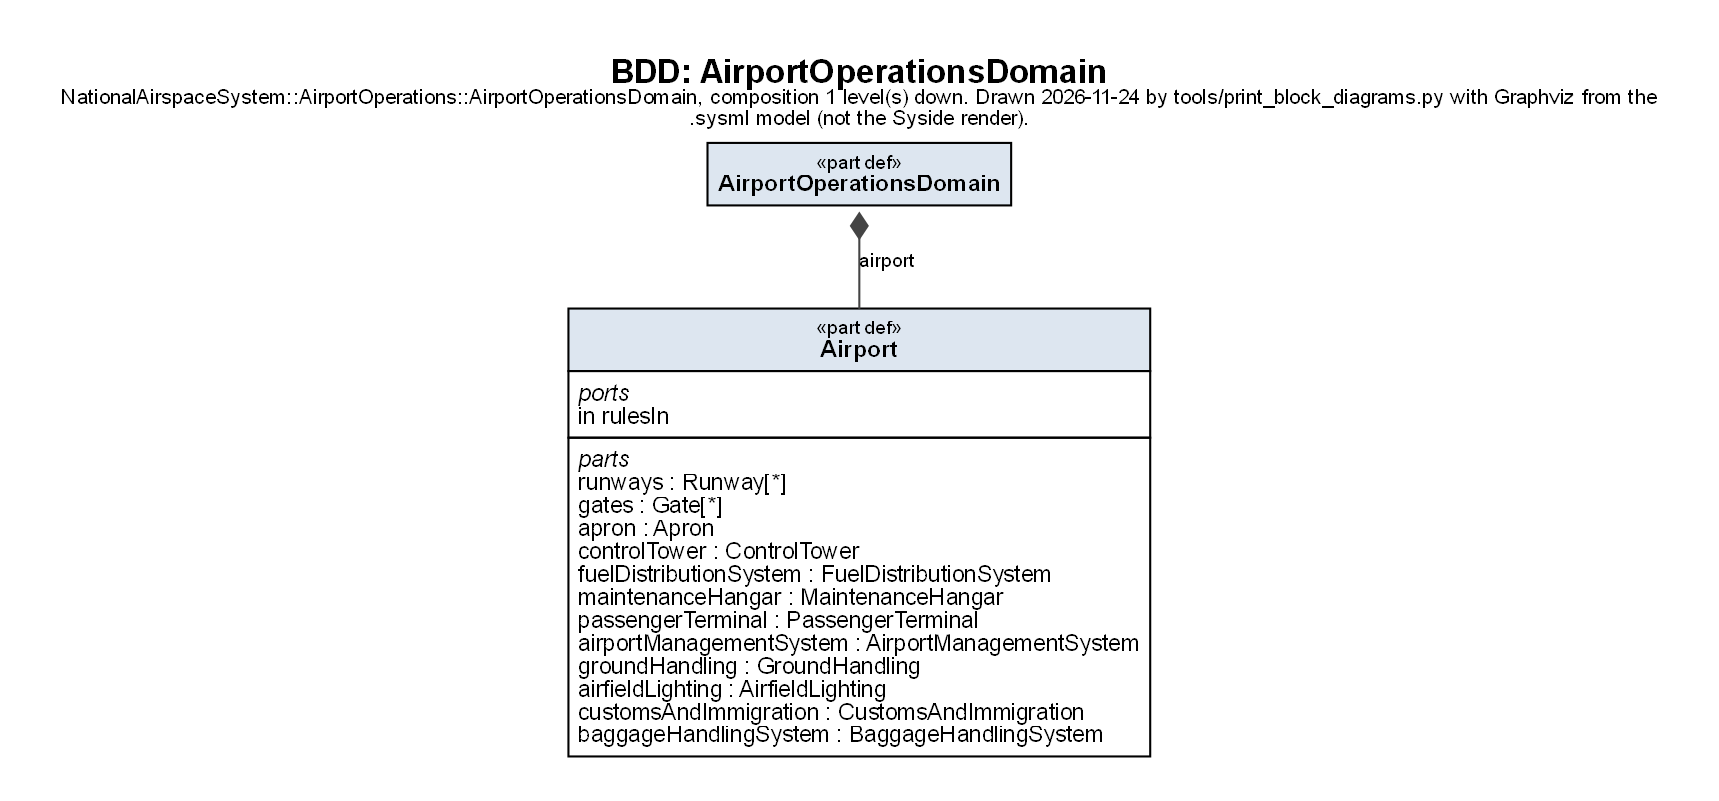 BDD: AirportOperationsDomain
NationalAirspaceSystem::AirportOperations::AirportOperationsDomain, composition 1 level(s) down. Drawn 2026-11-24 by tools/print_block_diagrams.py with Graphviz from the
.sysml model (not the Syside render).
«part def»
AirportOperationsDomain
airport
«part def»
Airport
ports
in rulesIn
parts
runways : Runway[*]
gates : Gate[*]
apron : Apron
controlTower : ControlTower
fuelDistributionSystem : FuelDistributionSystem
maintenanceHangar : MaintenanceHangar
passengerTerminal : PassengerTerminal
airportManagementSystem : AirportManagementSystem
groundHandling : GroundHandling
airfieldLighting : AirfieldLighting
customsAndImmigration : CustomsAndImmigration
baggageHandlingSystem : BaggageHandlingSystem